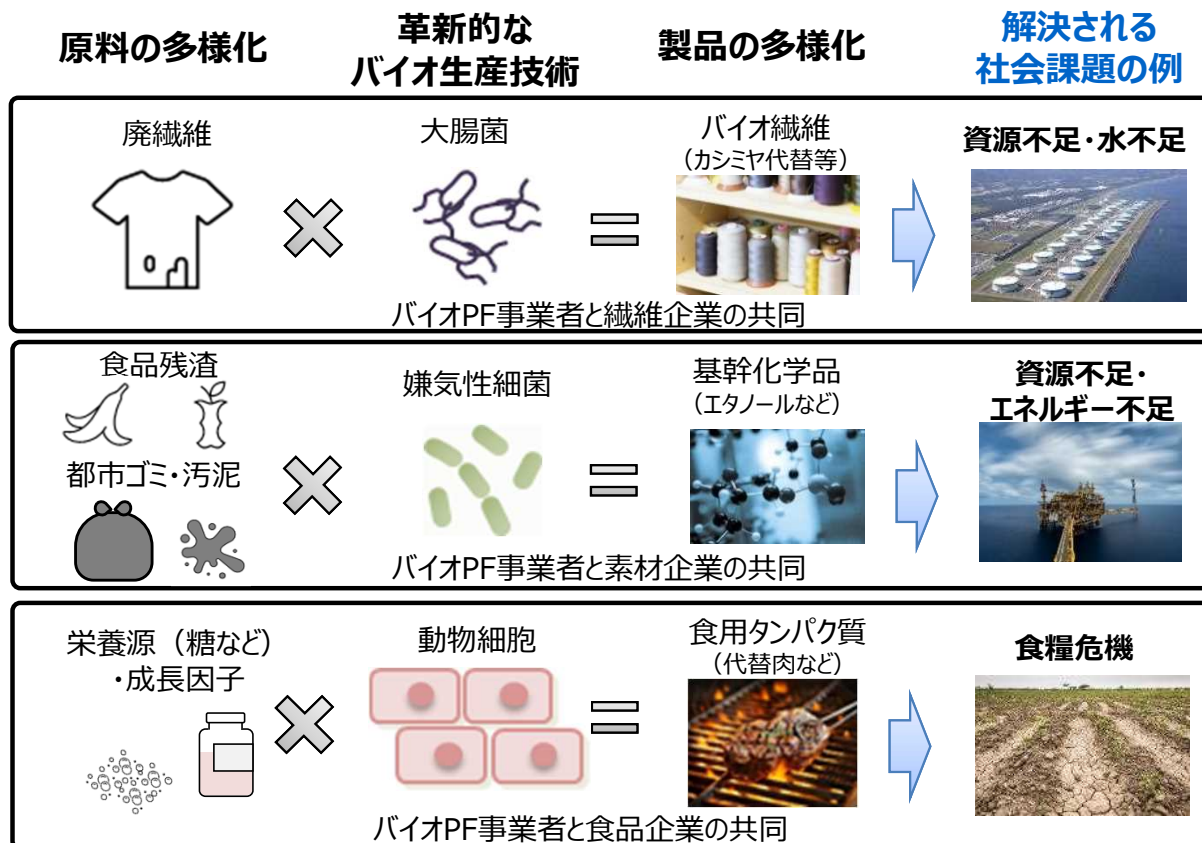 原料の多様化
革新的な
バイオ生産技術
製品の多様化
解決される
社会課題の例
廃繊維
大腸菌
バイオ繊維
（カシミヤ代替等）
資源不足・水不足
バイオPF事業者と繊維企業の共同
食品残渣
都市ゴミ・汚泥
嫌気性細菌
基幹化学品
（エタノールなど）
資源不足・
エネルギー不足
バイオPF事業者と素材企業の共同
栄養源（糖など）
・成長因子
動物細胞
食用タンパク質
（代替肉など）
食糧危機
バイオPF事業者と食品企業の共同